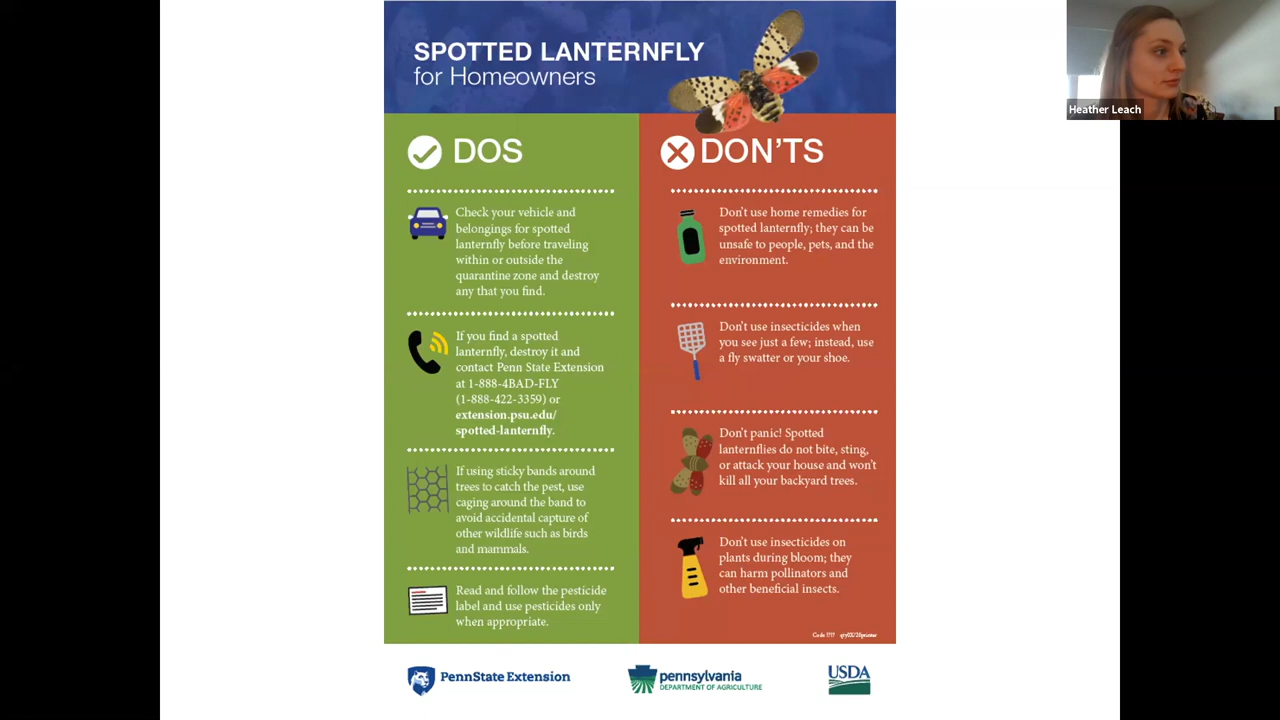 SPOTTED LANTERNFLY
for Homeowners
Heather Leach
DOS
Check your vehicle and
belongings for spotted
lanternfly before traveling
within or outside the
quarantine zone and destroy
any that you find.
If you find a spotted
lanternfly, destroy it and
contact Penn State Extension
at 1-888-4BAD-FLY
(1-888-422-3359) or
extension.psu.edu/
spotted-lanternfly.
If using sticky bands around
trees to catch the pest, use
caging around the band to
avoid accidental capture of
other wildlife such as birds
and mammals.
Read and follow the pesticide
label and use pesticides only
when appropriate.
DON'TS
Don't use home remedies for
spotted lanternfly; they can be
unsafe to people, pets, and the
environment.
Don't use insecticides when
you see just a few; instead, use
a fly swatter or your shoe.
Don't panic! Spotted
lanternflies do not bite, sting,
or attack your house and won't
kill all your backyard trees.
Don't use insecticides on
plants during bloom; they
can harm pollinators and
other beneficial insects.
Code
PennState Extension
pennsylvania
DEPARTMENT OF AGRICULTURE
USDA